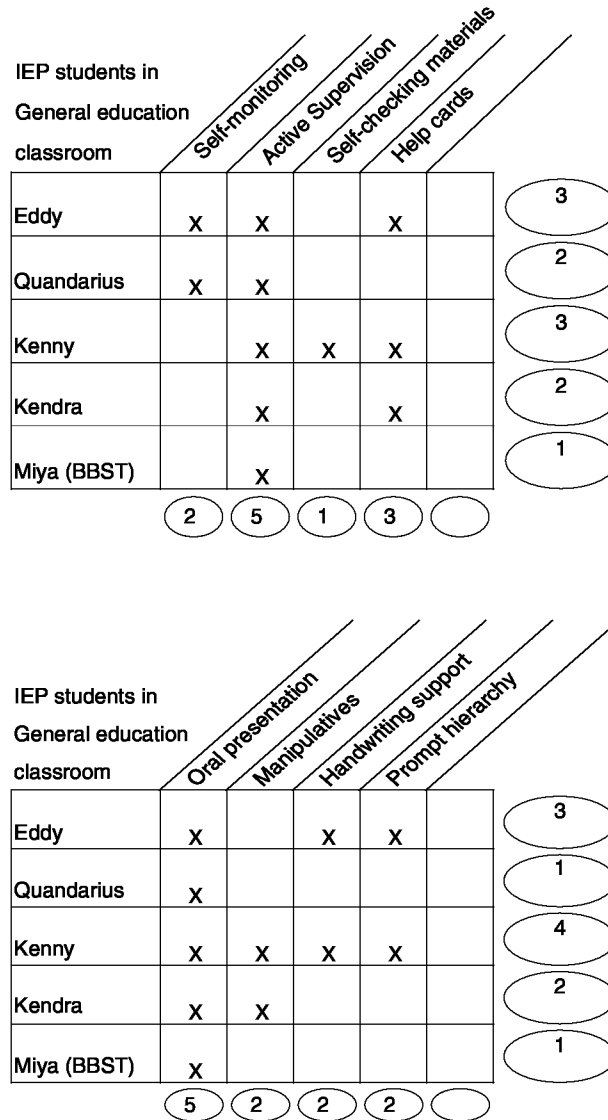 IEP students in
General education
classroom
Self-monitoring
Active Supervision
Self-checking materials
Help cards
Eddy X X X 3
Quandarius X X 2
Kenny X X X 3
Kendra X X 2
Miya (BBST) X 1
2 5 1 3
IEP students in
General education
classroom
Oral presentation
Manipulatives
Handwriting support
Prompt hierarchy
Eddy X X X 3
Quandarius X 1
Kenny X X X X 4
Kendra X X 2
Miya (BBST) X 1
5 2 2 2